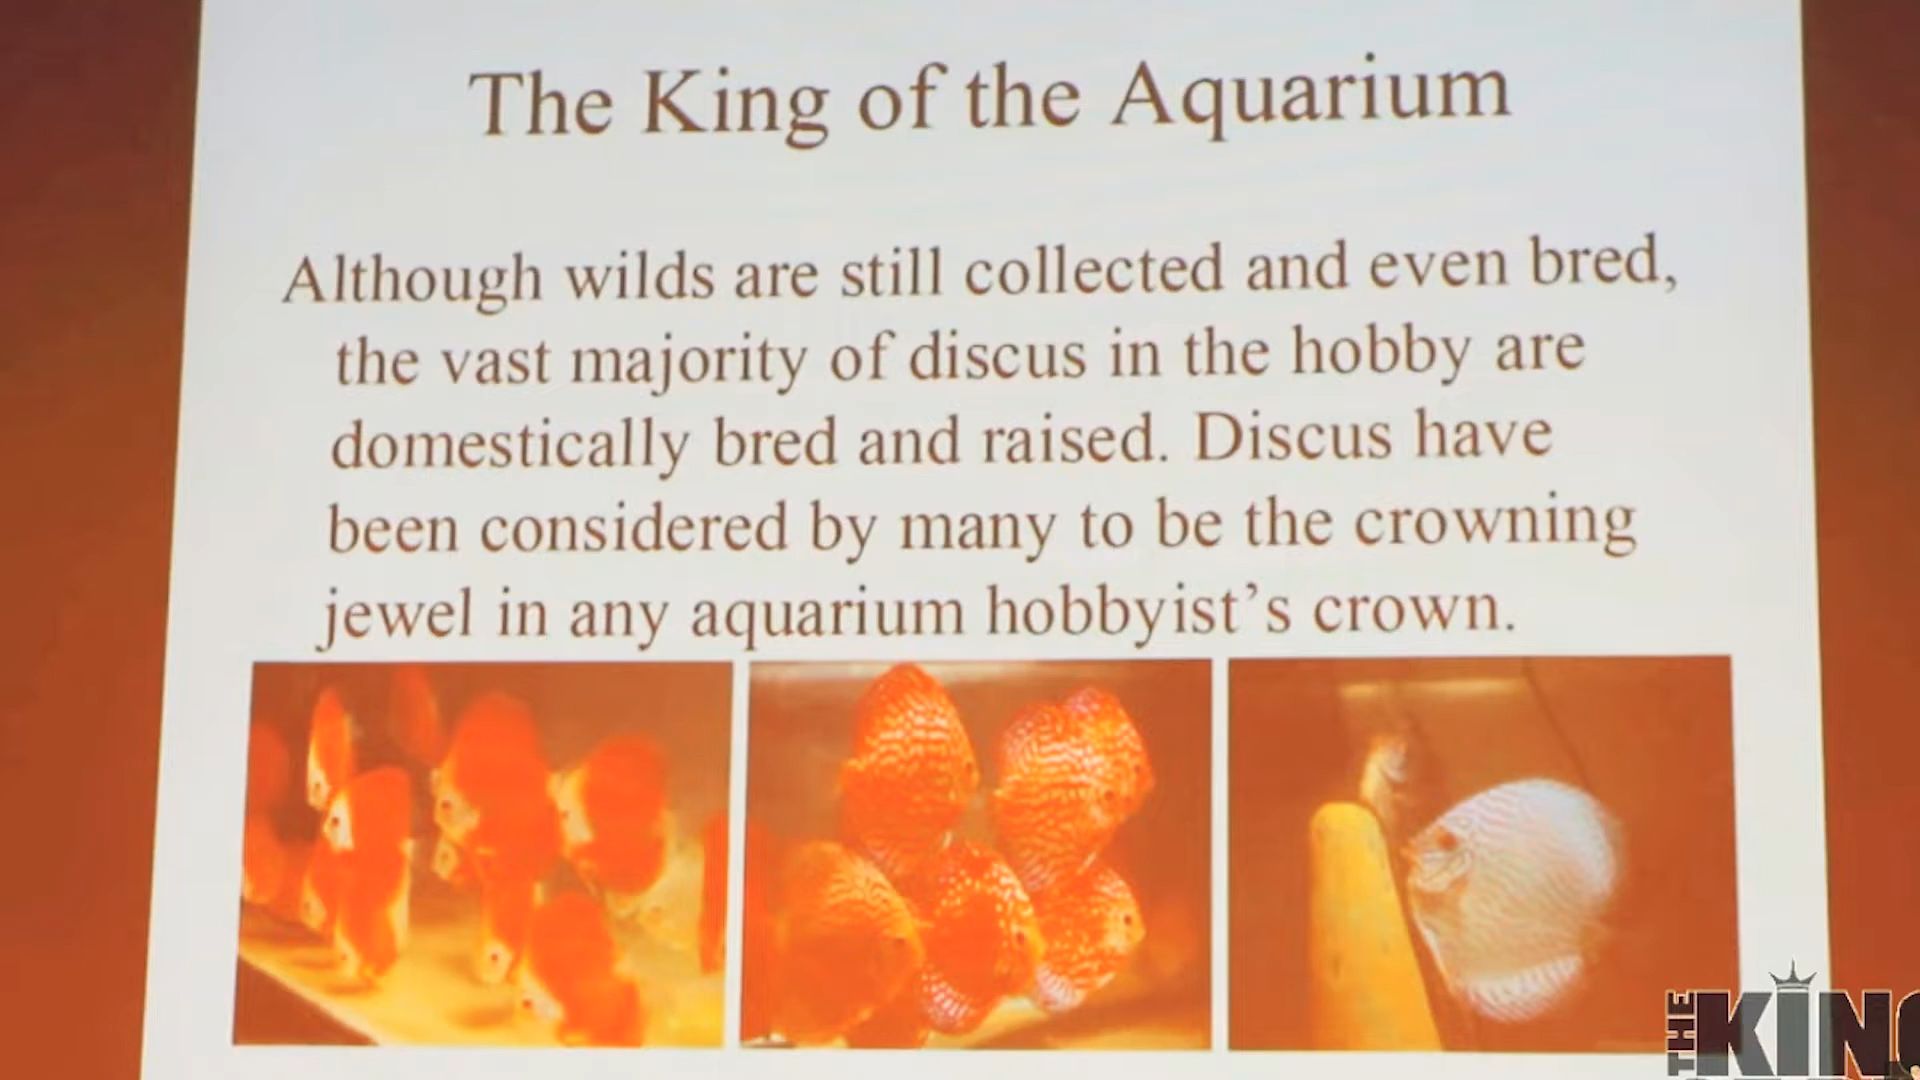 The King of the Aquarium
Although wilds are still collected and even bred,
the vast majority of discus in the hobby are
domestically bred and raised. Discus have
been considered by many to be the crowning
jewel in any aquarium hobbyist's crown.
THE
KING